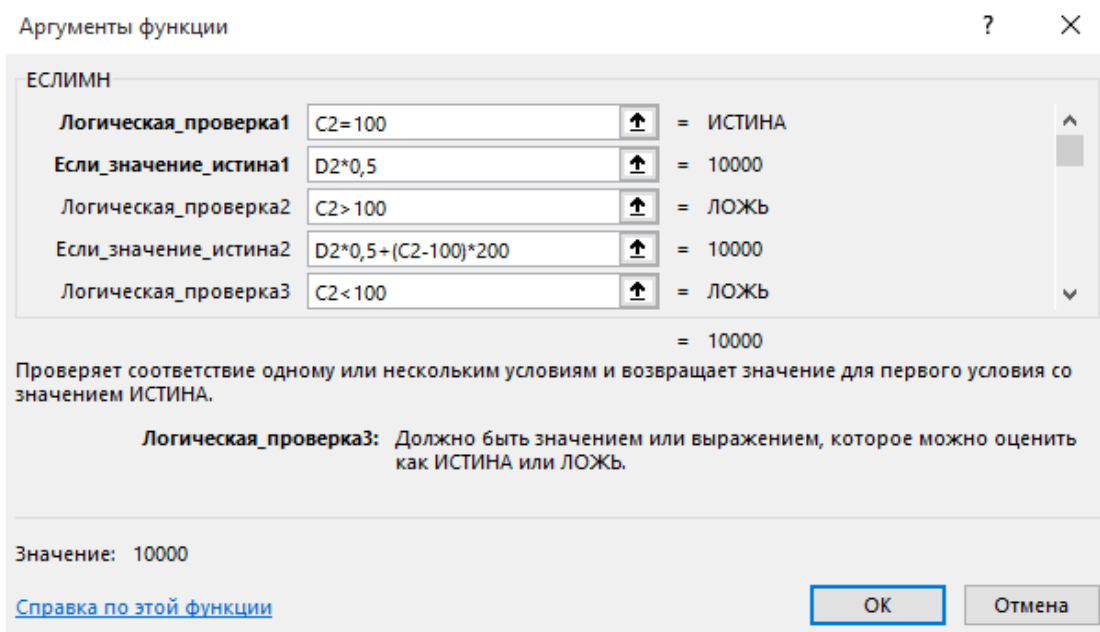 Аргументы функции ? ×
ЕСЛИМН
Логическая_проверка1 C2=100 = ИСТИНА
Если_значение_истина1 D2*0,5 = 10000
Логическая_проверка2 C2>100 = ЛОЖЬ
Если_значение_истина2 D2*0,5+(C2-100)*200 = 10000
Логическая_проверка3 C2<100 = ЛОЖЬ
= 10000
Проверяет соответствие одному или нескольким условиям и возвращает значение для первого условия со
значением ИСТИНА.
Логическая_проверка3: Должно быть значением или выражением, которое можно оценить
как ИСТИНА или ЛОЖЬ.
Значение: 10000
Справка по этой функции ОК Отмена